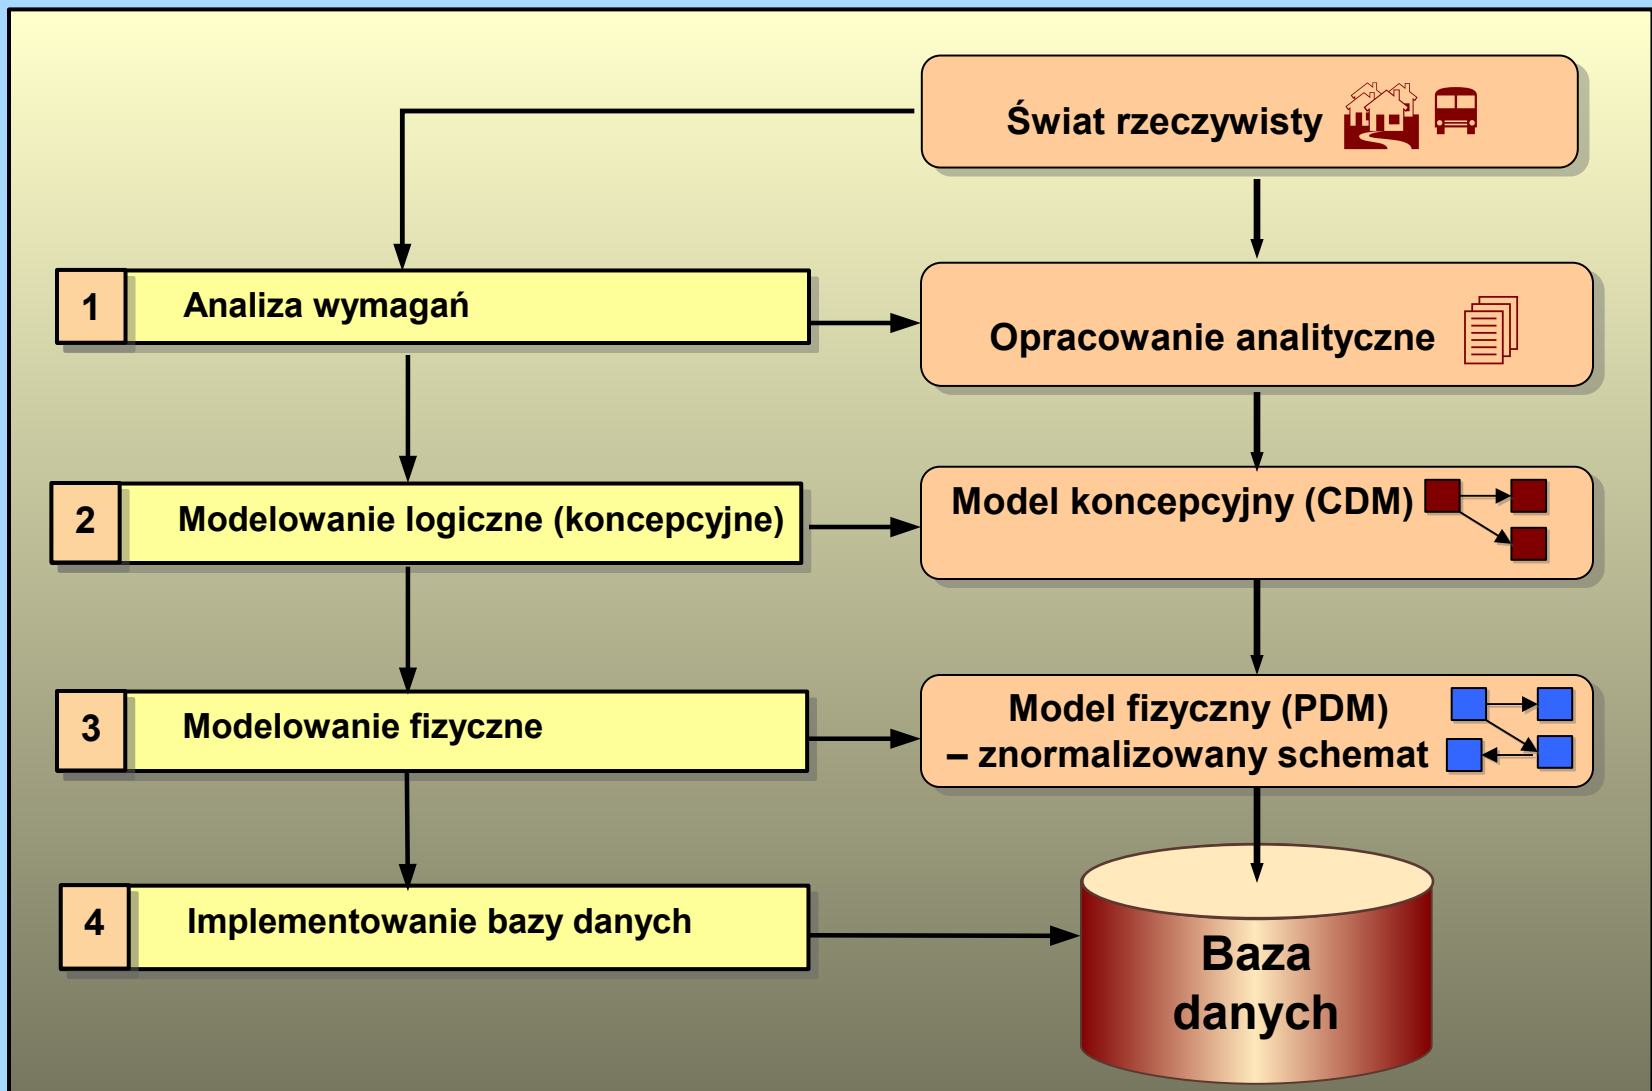 Świat rzeczywisty
1 Analiza wymagań
Opracowanie analityczne
2 Modelowanie logiczne (koncepcyjne)
Model koncepcyjny (CDM)
3 Modelowanie fizyczne
Model fizyczny (PDM)
– znormalizowany schemat
4 Implementowanie bazy danych
Baza
danych